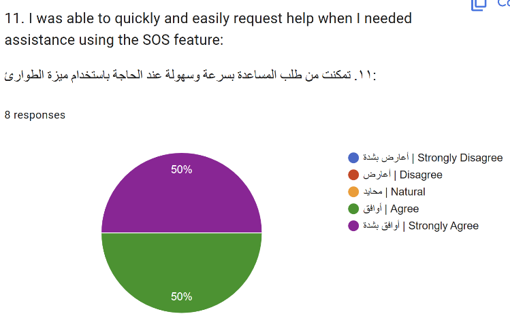 11. I was able to quickly and easily request help when I needed
assistance using the SOS feature:
١١. تمكنت من طلب المساعدة بسرعة وسهولة عند الحاجة باستخدام ميزة الطوارئ:
8 responses
50%
50%
أعارض بشدة | Strongly Disagree
أعارض | Disagree
محايد | Natural
أوافق | Agree
أوافق بشدة | Strongly Agree